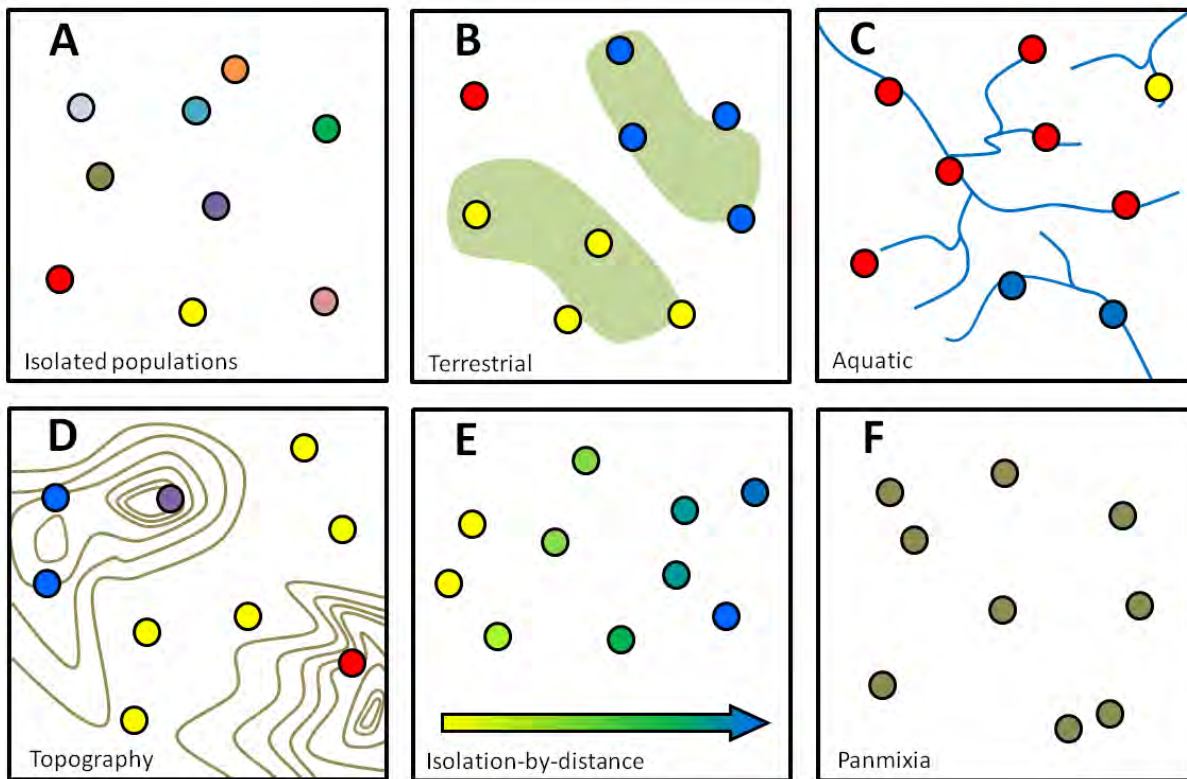 A
Isolated populations
B
Terrestrial
C
Aquatic
D
Topography
E
Isolation-by-distance
F
Panmixia